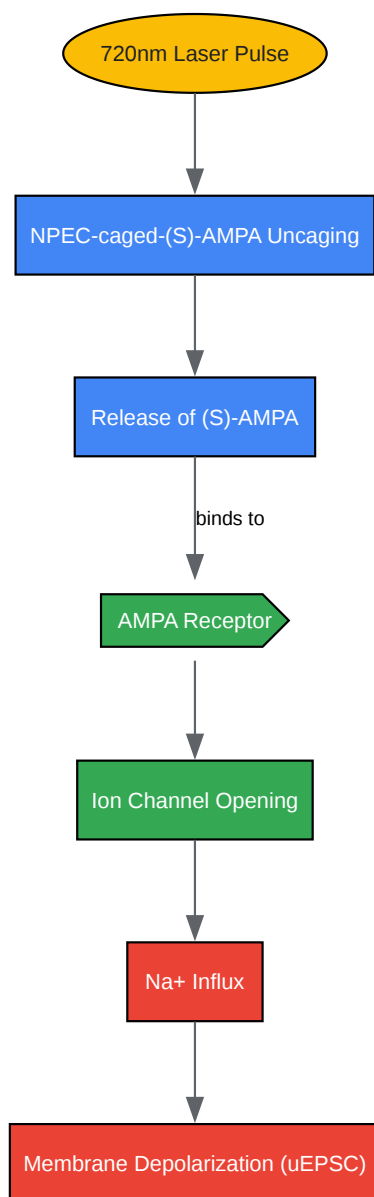 720nm Laser Pulse
NPEC-caged-(S)-AMPA Uncaging
Release of (S)-AMPA
binds to
AMPA Receptor
Ion Channel Opening
Na+ Influx
Membrane Depolarization (uEPSC)